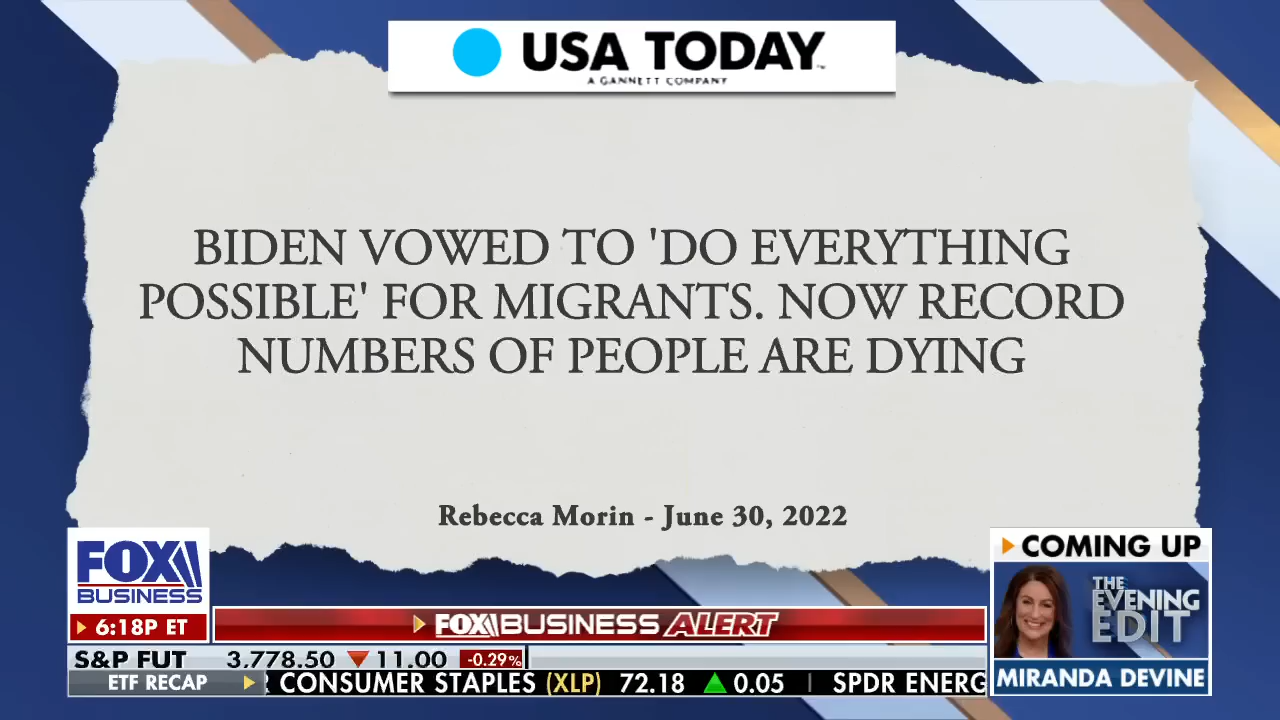 USA TODAY
A GANNETT COMPANY
BIDEN VOWED TO 'DO EVERYTHING
POSSIBLE' FOR MIGRANTS. NOW RECORD
NUMBERS OF PEOPLE ARE DYING
Rebecca Morin - June 30, 2022
FOX
BUSINESS
6:18P ET
FOX BUSINESS ALERT
S&P FUT 3,778.50 11.00 -0.29%
ETF RECAP CONSUMER STAPLES (XLP) 72.18 0.05 SPDR ENERG
COMING UP
THE
EVENING
EDIT
MIRANDA DEVINE